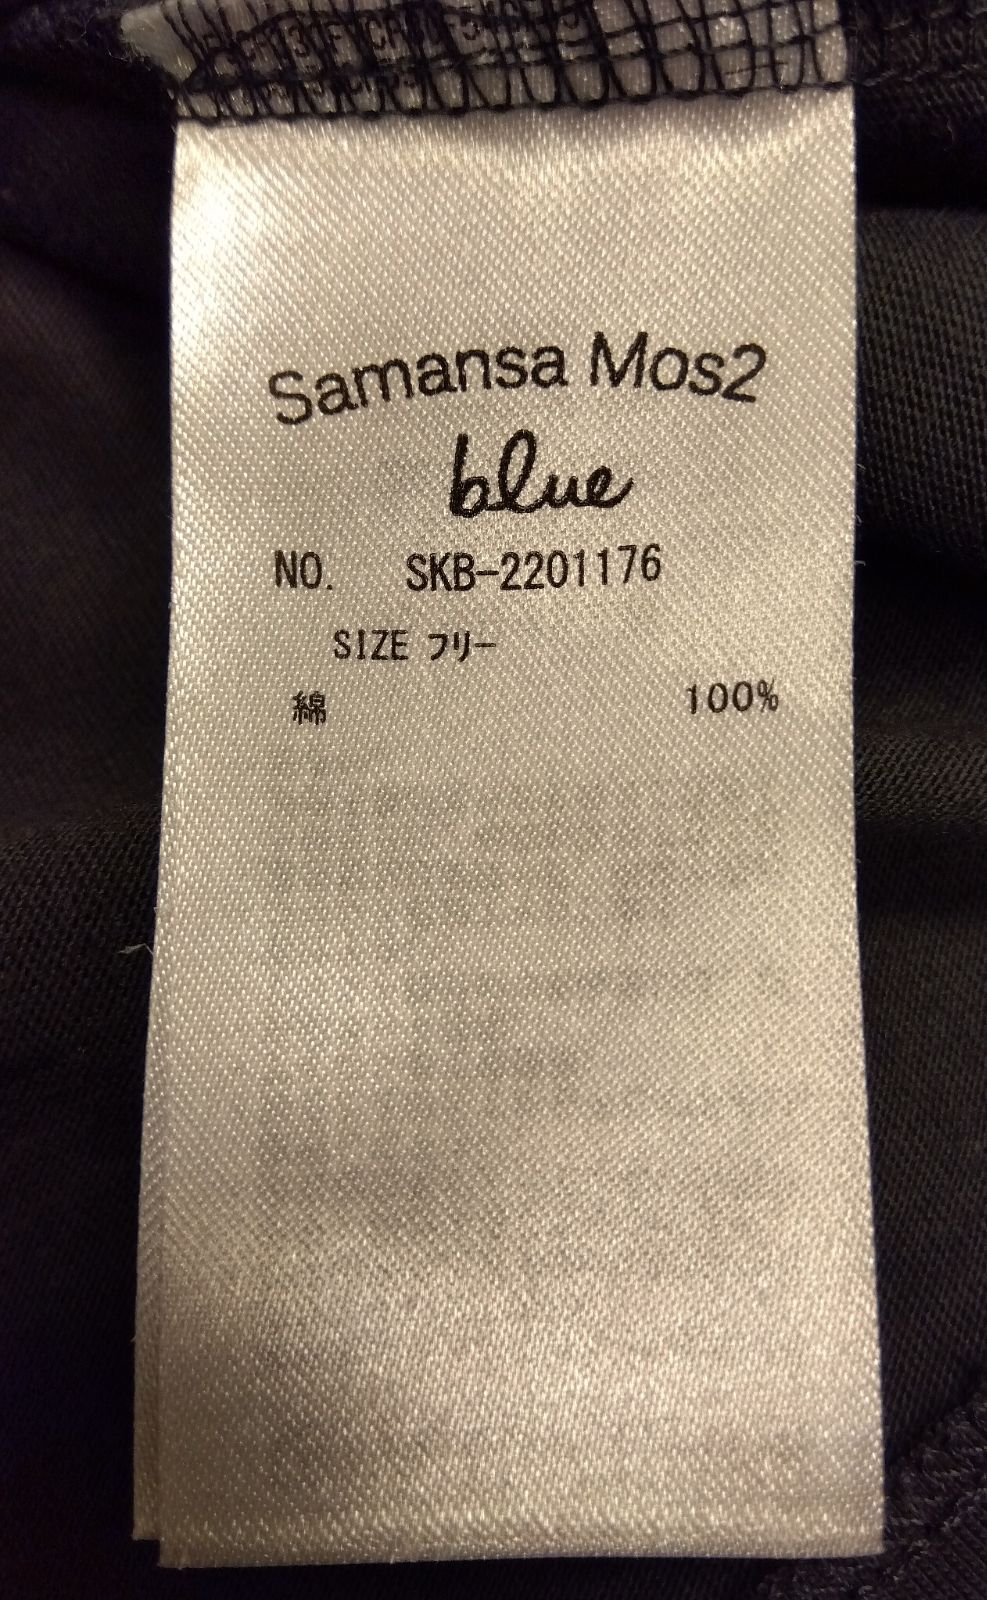 Samansa Mos2
blue
NO. SKB-2201176
SIZE フリー
綿 100%